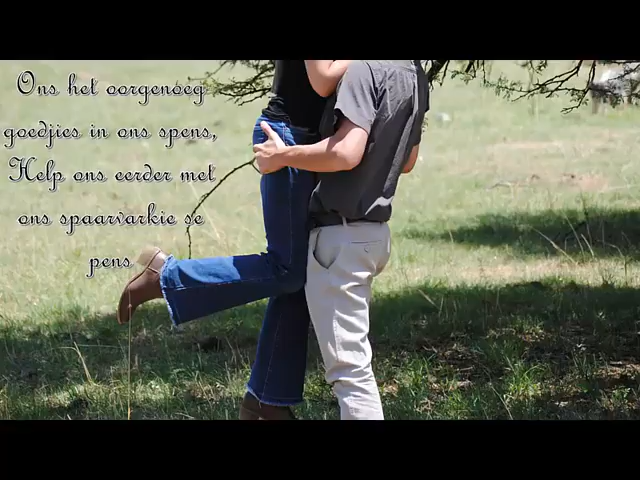 Ons het oorgenoeg
goedjies in ons spens,
Help ons eerder met
ons spaarvarkie se
pens